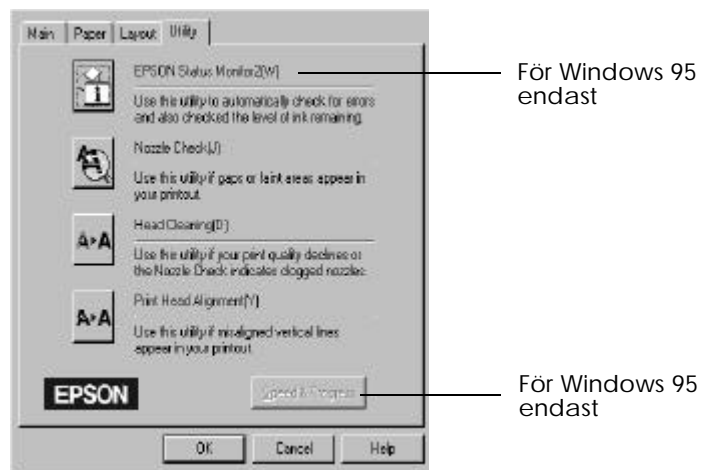 Main Paper Layout Utility
EPSON Status Monitor2(W)
För Windows 95
endast
Use this utility to automatically check for errors
and also checked the level of ink remaining.
Nozzle Check(J)
Use this utility if gaps or faint areas appear in
your printout.
Head Cleaning(D)
Use this utility if your print quality declines or
the Nozzle Check indicates clogged nozzles.
Print Head Alignment(Y)
Use this utility if misaligned vertical lines
appear in your printout.
EPSON
Speed & Progress
För Windows 95
endast
OK Cancel Help